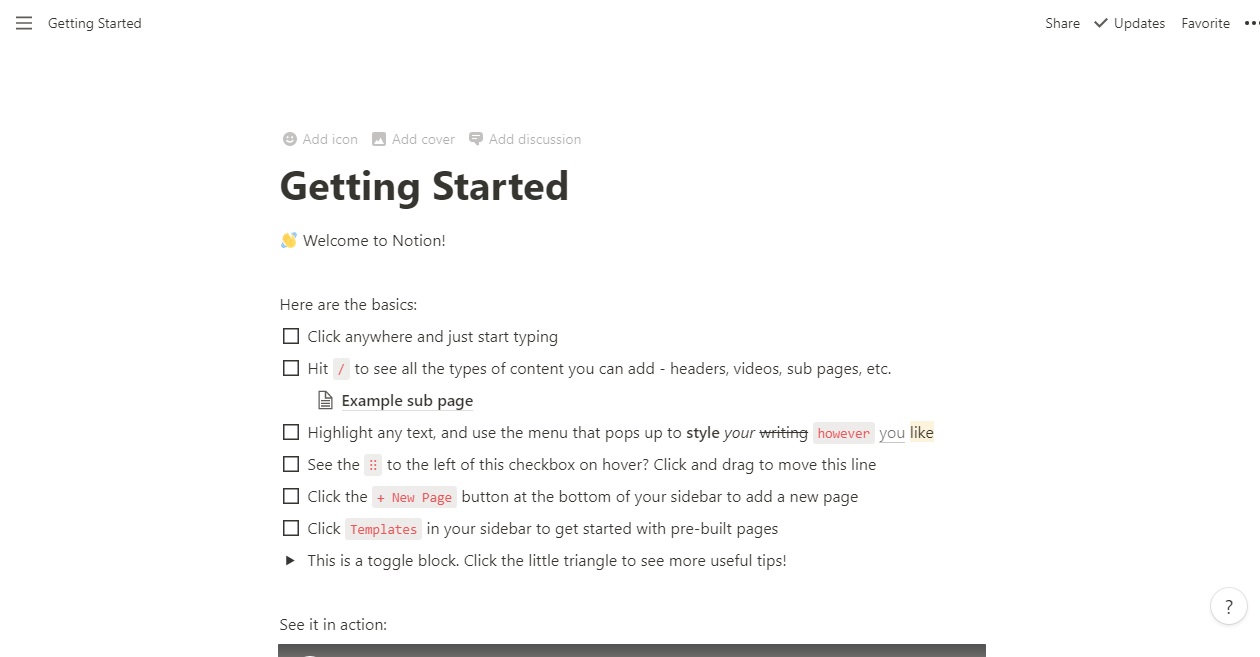 Getting Started
Share ✓ Updates Favorite •••
Add icon Add cover Add discussion
Getting Started
👋 Welcome to Notion!
Here are the basics:
Click anywhere and just start typing
Hit / to see all the types of content you can add - headers, videos, sub pages, etc.
Example sub page
Highlight any text, and use the menu that pops up to style your writing however you like
See the ⠿ to the left of this checkbox on hover? Click and drag to move this line
Click the + New Page button at the bottom of your sidebar to add a new page
Click Templates in your sidebar to get started with pre-built pages
This is a toggle block. Click the little triangle to see more useful tips!
?
See it in action: